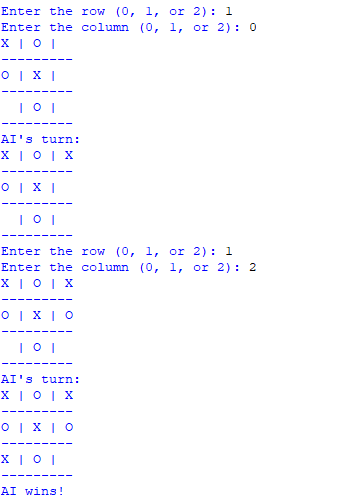 Enter the row (0, 1, or 2): 1
Enter the column (0, 1, or 2): 0
X | O |
---------
O | X |
---------
  | O |
---------
AI's turn:
X | O | X
---------
O | X |
---------
  | O |
---------
Enter the row (0, 1, or 2): 1
Enter the column (0, 1, or 2): 2
X | O | X
---------
O | X | O
---------
  | O |
---------
AI's turn:
X | O | X
---------
O | X | O
---------
X | O |
---------
AI wins!